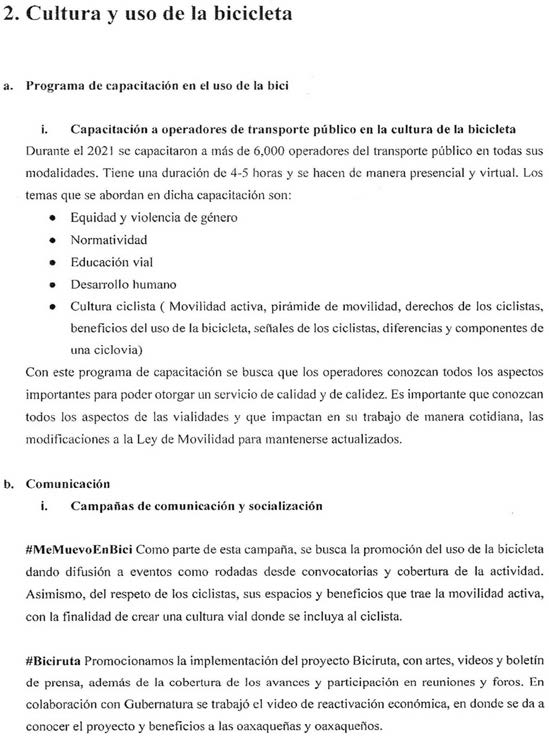 2. Cultura y uso de la bicicleta
a. Programa de capacitación en el uso de la bici
i. Capacitación a operadores de transporte público en la cultura de la bicicleta
Durante el 2021 se capacitaron a más de 6,000 operadores del transporte público en todas sus
modalidades. Tiene una duración de 4-5 horas y se hacen de manera presencial y virtual. Los
temas que se abordan en dicha capacitación son:
• Equidad y violencia de género
• Normatividad
• Educación vial
• Desarrollo humano
• Cultura ciclista ( Movilidad activa, pirámide de movilidad, derechos de los ciclistas,
beneficios del uso de la bicicleta, señales de los ciclistas, diferencias y componentes de
una ciclovia)
Con este programa de capacitación se busca que los operadores conozcan todos los aspectos
importantes para poder otorgar un servicio de calidad y de calidez. Es importante que conozcan
todos los aspectos de las vialidades y que impactan en su trabajo de manera cotidiana, las
modificaciones a la Ley de Movilidad para mantenerse actualizados.
b. Comunicación
i. Campañas de comunicación y socialización
#MeMuevoEnBici Como parte de esta campaña, se busca la promoción del uso de la bicicleta
dando difusión a eventos como rodadas desde convocatorias y cobertura de la actividad.
Asimismo, del respeto de los ciclistas, sus espacios y beneficios que trae la movilidad activa,
con la finalidad de crear una cultura vial donde se incluya al ciclista.
#Biciruta Promocionamos la implementación del proyecto Biciruta, con artes, videos y boletín
de prensa, además de la cobertura de los avances y participación en reuniones y foros. En
colaboración con Gubernatura se trabajó el video de reactivación económica, en donde se da a
conocer el proyecto y beneficios a las oaxaqueñas y oaxaqueños.